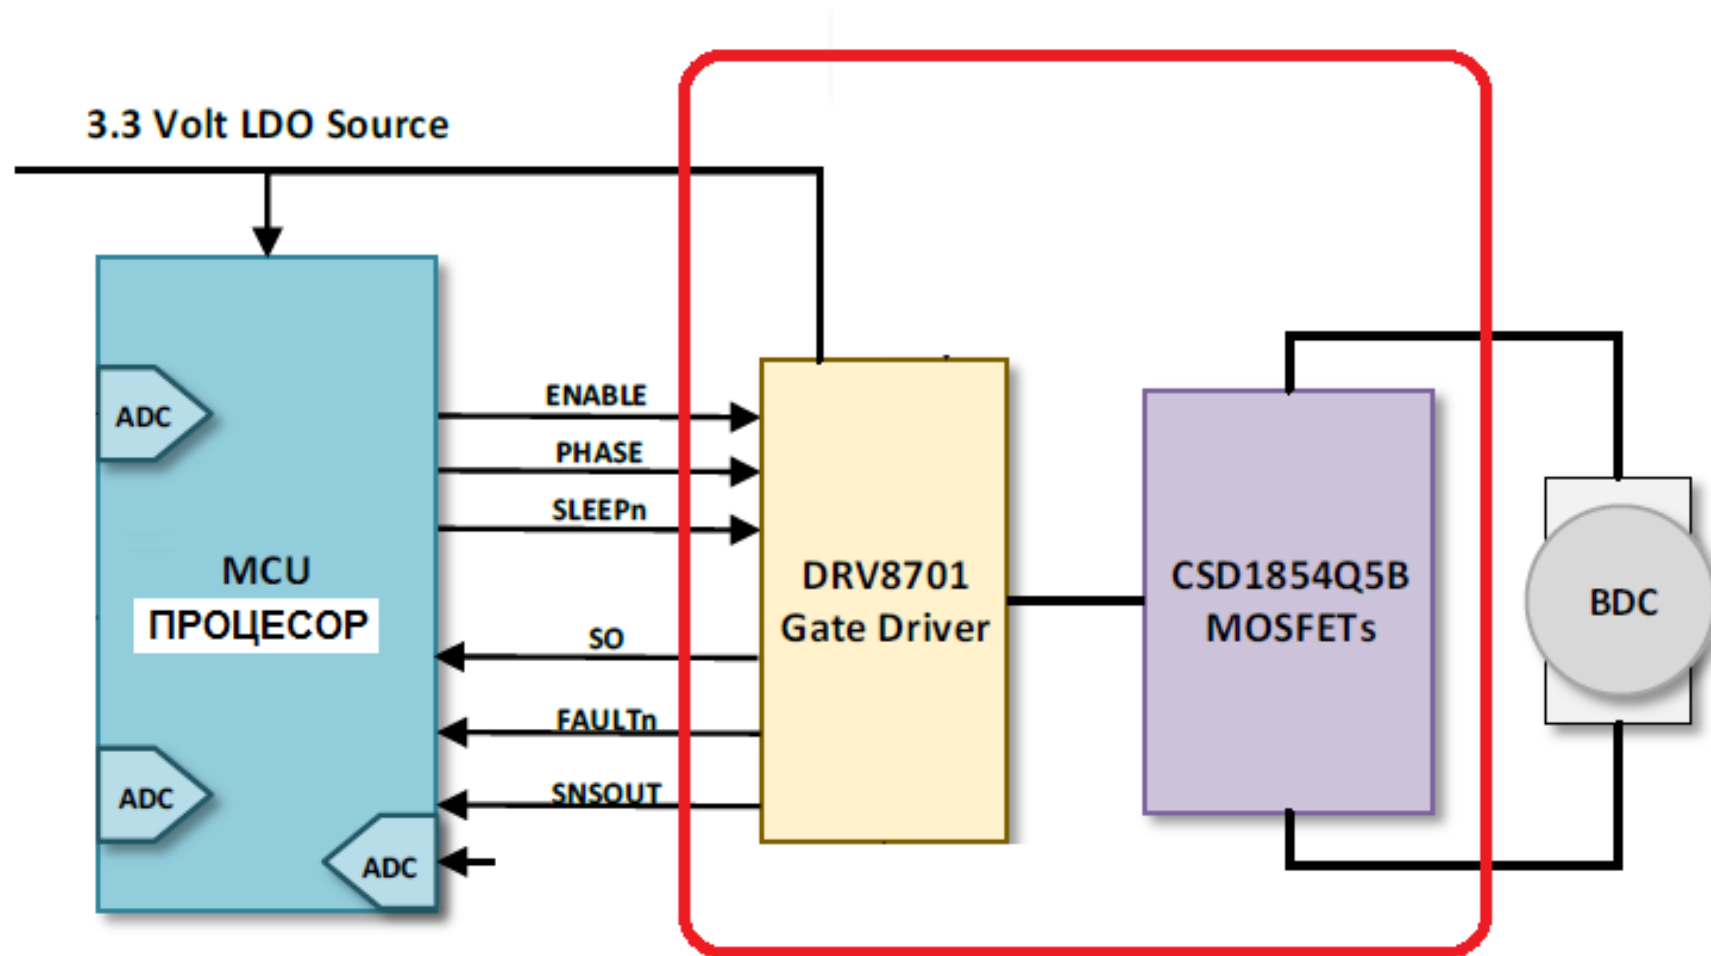 3.3 Volt LDO Source
ADC
MCU
ПРОЦЕСОР
ADC
ADC
ENABLE
PHASE
SLEEPn
SO
FAULTn
SNSOUT
DRV8701
Gate Driver
CSD1854Q5B
MOSFETs
BDC